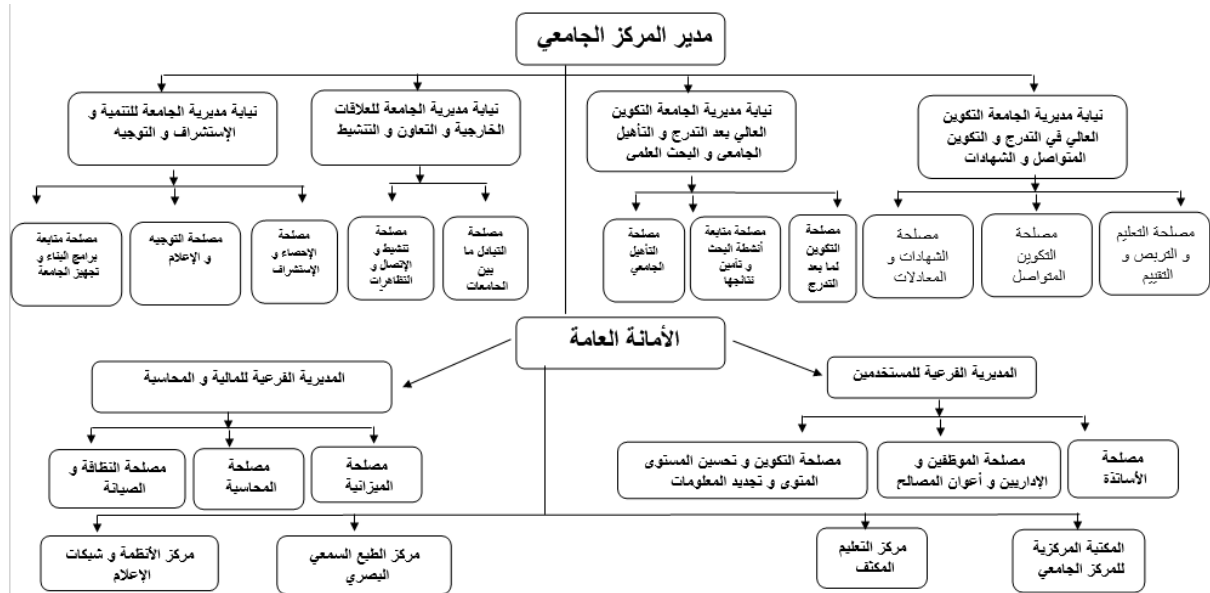 مدير المركز الجامعي
نيابة مديرية الجامعة التكوين
العالي في التدرج و التكوين
المتواصل و الشهادات
نيابة مديرية الجامعة التكوين
العالي بعد التدرج و التأهيل
الجامعي و البحث العلمي
نيابة مديرية الجامعة للعلاقات
الخارجية و التعاون و التنشيط
نيابة مديرية الجامعة للتنمية و
الإستشراف و التوجيه
مصلحة التعليم
و التربص و
التقييم
مصلحة
التكوين
المتواصل
مصلحة
الشهادات و
المعادلات
مصلحة
التكوين
لما بعد
التدرج
مصلحة متابعة
أنشطة البحث
و تأمين
نتائجها
مصلحة
التأهيل
الجامعي
مصلحة
التبادل ما
بين
الجامعات
مصلحة
تنشيط و
الإتصال و
التظاهرات
مصلحة
الإحصاء و
الإستشراف
مصلحة التوجيه
و الإعلام
مصلحة متابعة
برامج البناء و
تجهيز الجامعة
الأمانة العامة
المديرية الفرعية للمستخدمين
المديرية الفرعية للمالية و المحاسبة
مصلحة
الأساتذة
مصلحة الموظفين و
الإداريين و أعوان المصالح
مصلحة التكوين و تحسين المستوى
المتوى و تجديد المعلومات
مصلحة
الميزانية
مصلحة
المحاسبة
مصلحة النظافة و
الصيانة
المكتبة المركزية
للمركز الجامعي
مركز التعليم
المكثف
مركز الطبع السمعي
البصري
مركز الأنظمة و شبكات
الإعلام